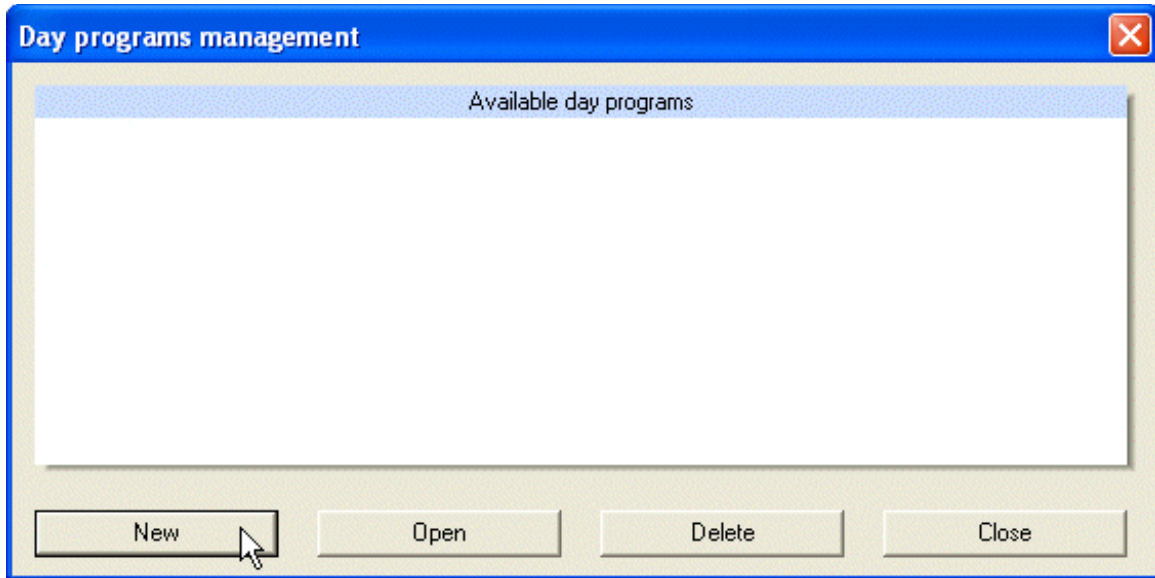 Day programs management
Available day programs
New Open Delete Close